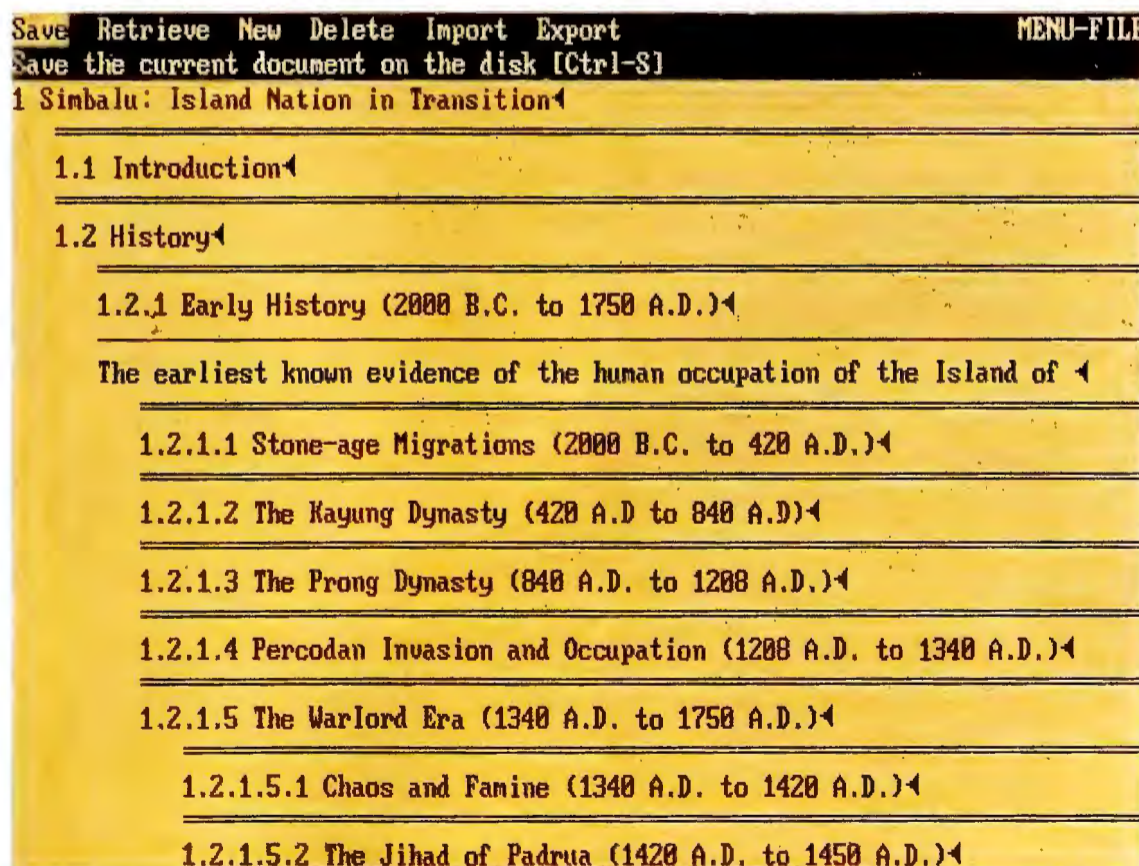 Save Retrieve New Delete Import Export MENU-FILE
Save the current document on the disk [Ctrl-S]
1 Simbalu: Island Nation in Transition
1.1 Introduction
1.2 History
1.2.1 Early History (2000 B.C. to 1750 A.D.)
The earliest known evidence of the human occupation of the Island of
1.2.1.1 Stone-age Migrations (2000 B.C. to 420 A.D.)
1.2.1.2 The Kayung Dynasty (420 A.D to 840 A.D)
1.2.1.3 The Prong Dynasty (840 A.D. to 1208 A.D.)
1.2.1.4 Percodan Invasion and Occupation (1208 A.D. to 1340 A.D.)
1.2.1.5 The Warlord Era (1340 A.D. to 1750 A.D.)
1.2.1.5.1 Chaos and Famine (1340 A.D. to 1420 A.D.)
1.2.1.5.2 The Jihad of Padrua (1420 A.D. to 1450 A.D.)